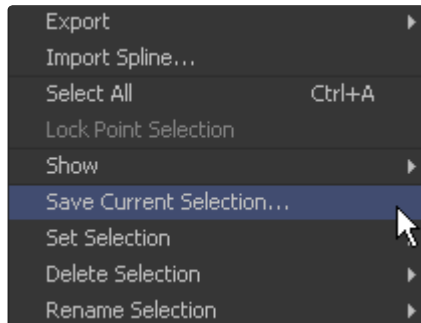 Export
Import Spline...
Select All Ctrl+A
Lock Point Selection
Show
Save Current Selection...
Set Selection
Delete Selection
Rename Selection